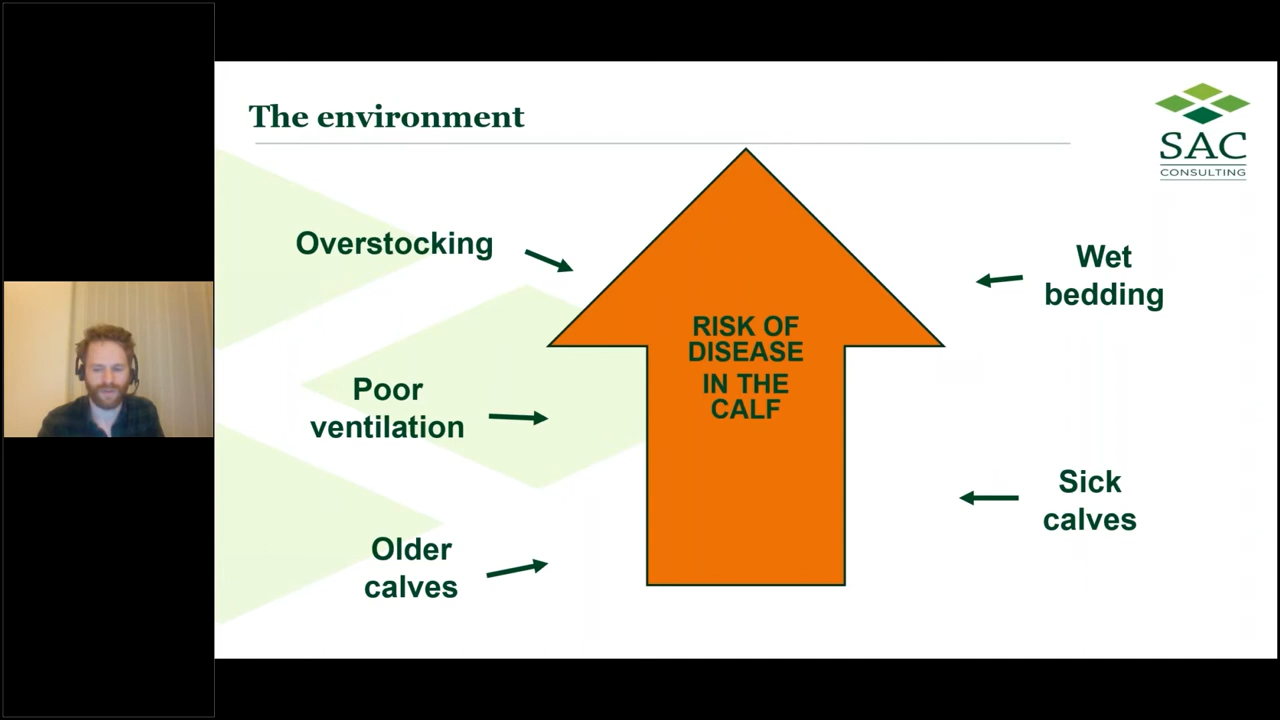 The environment
SAC
CONSULTING
Overstocking
Wet
bedding
RISK OF
DISEASE
IN THE
CALF
Poor
ventilation
Sick
calves
Older
calves